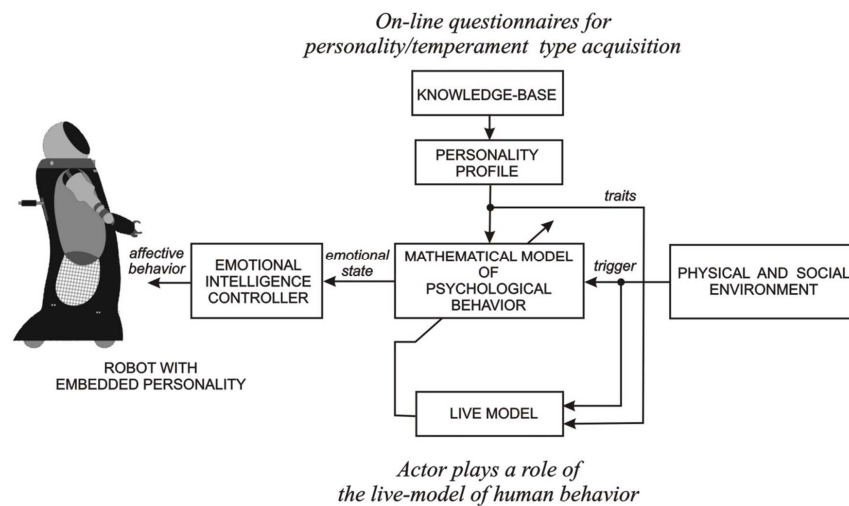 On-line questionnaires for
personality/temperament type acquisition
KNOWLEDGE-BASE
PERSONALITY
PROFILE
traits
affective
behavior
EMOTIONAL
INTELLIGENCE
CONTROLLER
emotional
state
MATHEMATICAL MODEL
OF
PSYCHOLOGICAL
BEHAVIOR
trigger
PHYSICAL AND SOCIAL
ENVIRONMENT
ROBOT WITH
EMBEDDED PERSONALITY
LIVE MODEL
Actor plays a role of
the live-model of human behavior